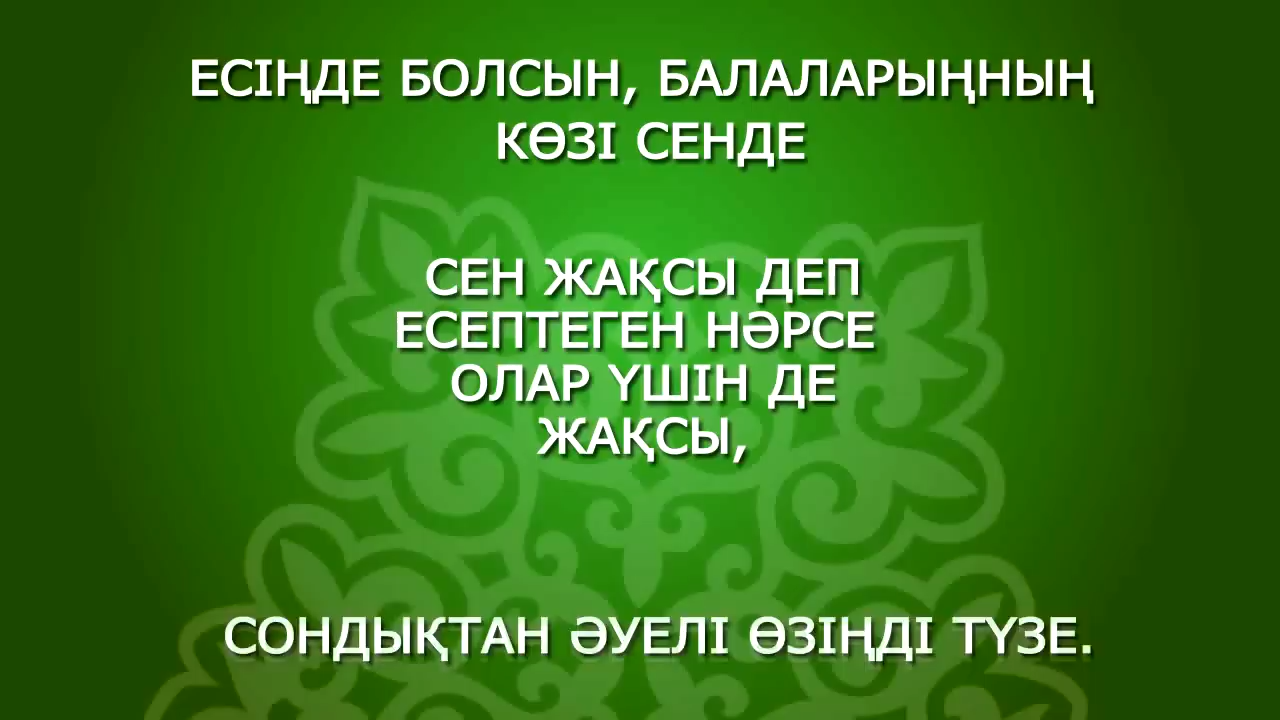 ЕСІҢДЕ БОЛСЫН, БАЛАЛАРЫҢНЫҢ
КӨЗІ СЕНДЕ
СЕН ЖАҚСЫ ДЕП
ЕСЕПТЕГЕН НӘРСЕ
ОЛАР ҮШІН ДЕ
ЖАҚСЫ,
СОНДЫҚТАН ӘУЕЛІ ӨЗІҢДІ ТҮЗЕ.